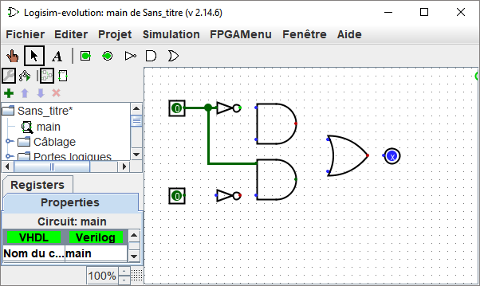 Logisim-evolution: main de Sans_titre (v 2.14.6)
Fichier Editer Projet Simulation FPGAMenu Fenêtre Aide
A
Sans_titre*
main
Câblage
Portes logiques
Registers
Properties
Circuit: main
VHDL Verilog
Nom du c... main
100%
0
0
x